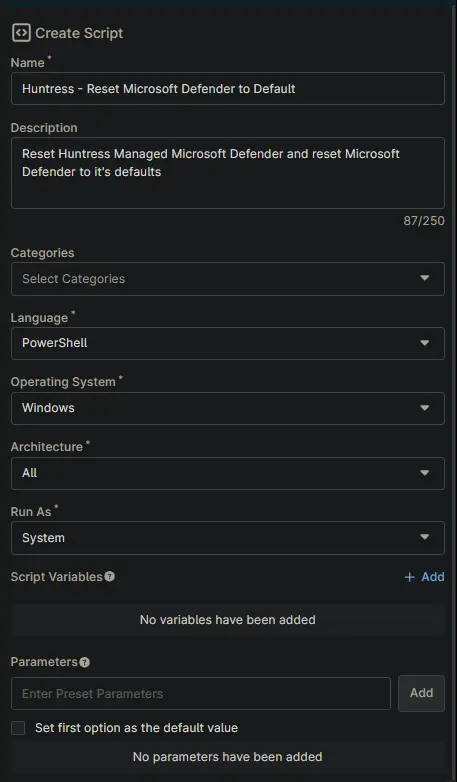 Create Script
Name *
Huntress - Reset Microsoft Defender to Default
Description
Reset Huntress Managed Microsoft Defender and reset Microsoft
Defender to it's defaults
87/250
Categories
Select Categories
Language *
PowerShell
Operating System *
Windows
Architecture *
All
Run As *
System
Script Variables ?
+ Add
No variables have been added
Parameters ?
Enter Preset Parameters
Add
Set first option as the default value
No parameters have been added